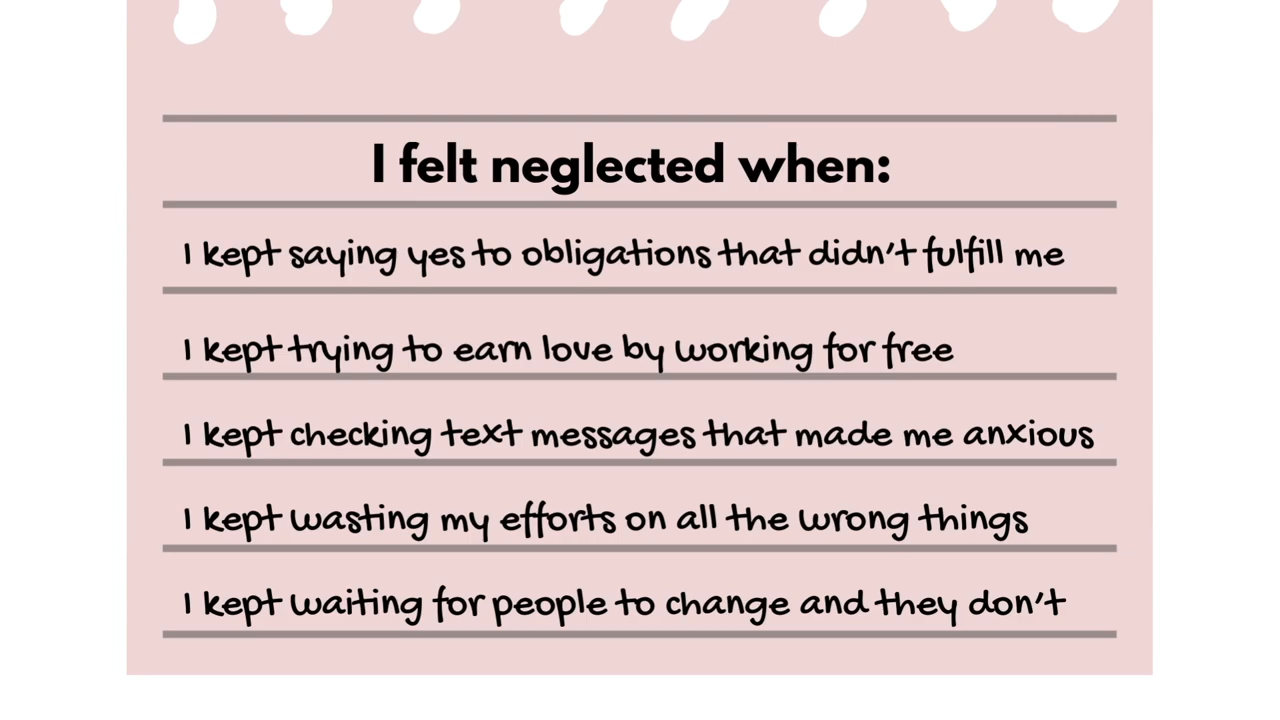 I felt neglected when:
I kept saying yes to obligations that didn't fulfill me
I kept trying to earn love by working for free
I kept checking text messages that made me anxious
I kept wasting my efforts on all the wrong things
I kept waiting for people to change and they don't